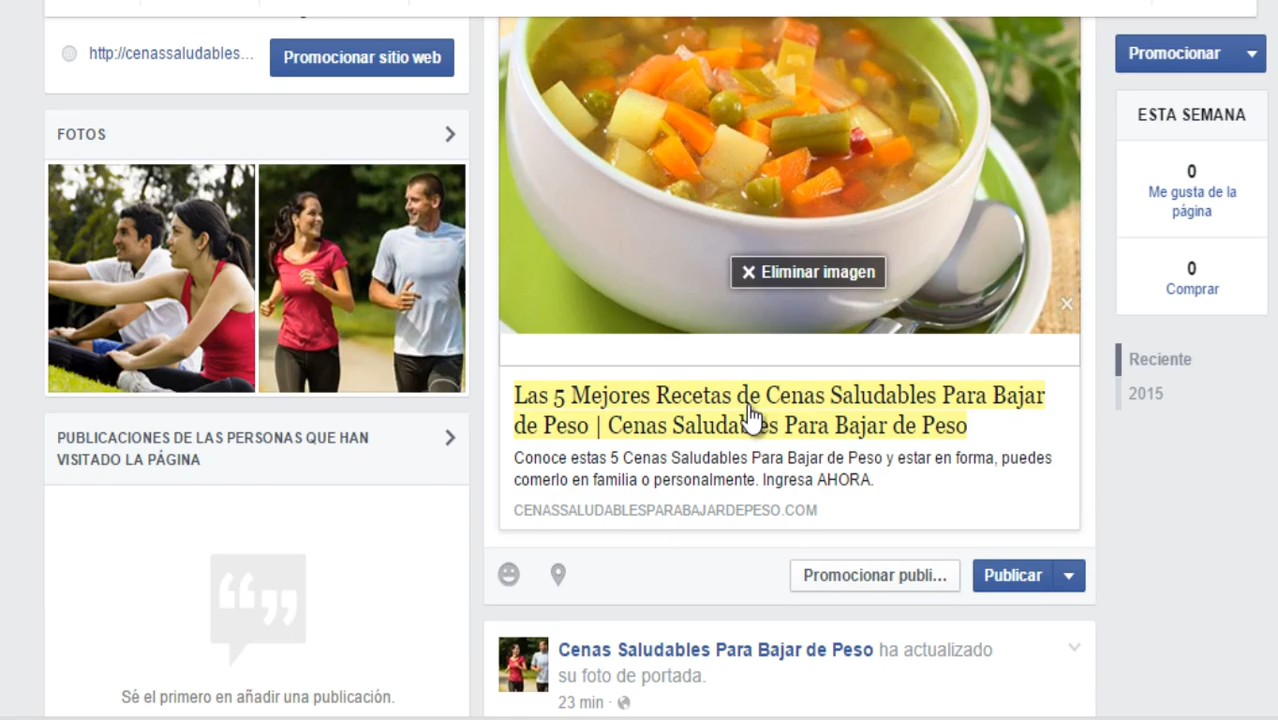 http://cenassaludables...
Promocionar sitio web
FOTOS
PUBLICACIONES DE LAS PERSONAS QUE HAN
VISITADO LA PÁGINA
Sé el primero en añadir una publicación.
Eliminar imagen
Las 5 Mejores Recetas de Cenas Saludables Para Bajar
de Peso | Cenas Saludables Para Bajar de Peso
Conoce estas 5 Cenas Saludables Para Bajar de Peso y estar en forma, puedes
comerlo en familia o personalmente. Ingresa AHORA.
CENASSALUDABLESPARABAJARDEPESO.COM
Promocionar publi...
Publicar
Cenas Saludables Para Bajar de Peso ha actualizado
su foto de portada.
23 min ·
Promocionar
ESTA SEMANA
0
Me gusta de la
página
0
Comprar
Reciente
2015